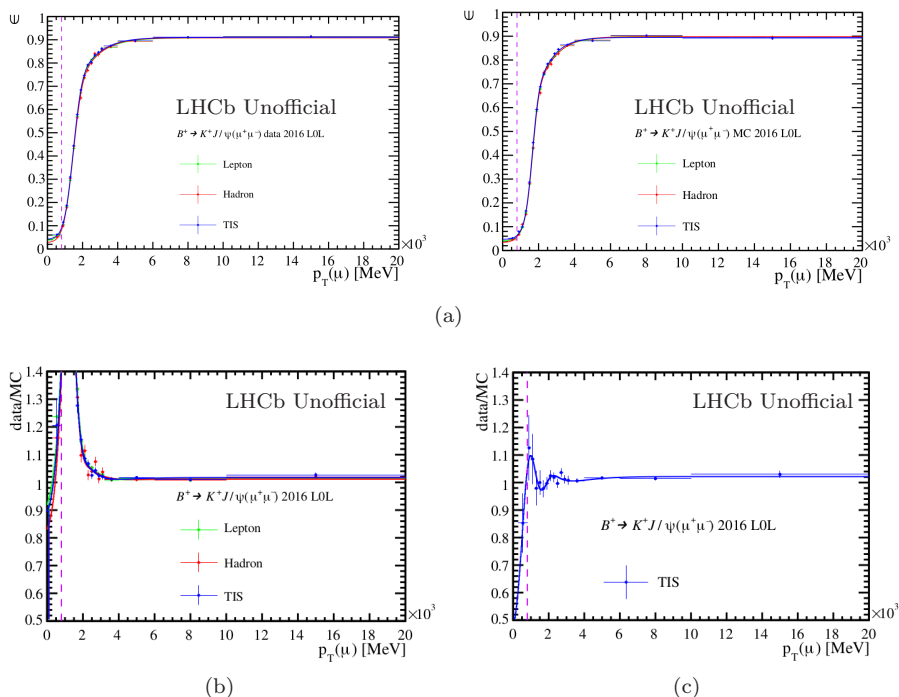 ∈
1
0.9
0.8
0.7
0.6
0.5
0.4
0.3
0.2
0.1
0
LHCb Unofficial
B⁺→ K⁺J/ψ(μ⁺μ⁻) data 2016 L0L
Lepton
Hadron
TIS
0 2 4 6 8 10 12 14 16 18 20
×10³
p_T(μ) [MeV]
∈
1
0.9
0.8
0.7
0.6
0.5
0.4
0.3
0.2
0.1
0
LHCb Unofficial
B⁺→ K⁺J/ψ(μ⁺μ⁻) MC 2016 L0L
Lepton
Hadron
TIS
0 2 4 6 8 10 12 14 16 18 20
×10³
p_T(μ) [MeV]
(a)
data/MC
1.4
1.3
1.2
1.1
1
0.9
0.8
0.7
0.6
0.5
LHCb Unofficial
B⁺→ K⁺J/ψ(μ⁺μ⁻) 2016 L0L
Lepton
Hadron
TIS
0 2 4 6 8 10 12 14 16 18 20
×10³
p_T(μ) [MeV]
(b)
data/MC
1.4
1.3
1.2
1.1
1
0.9
0.8
0.7
0.6
0.5
LHCb Unofficial
B⁺→ K⁺J/ψ(μ⁺μ⁻) 2016 L0L
TIS
0 2 4 6 8 10 12 14 16 18 20
×10³
p_T(μ) [MeV]
(c)